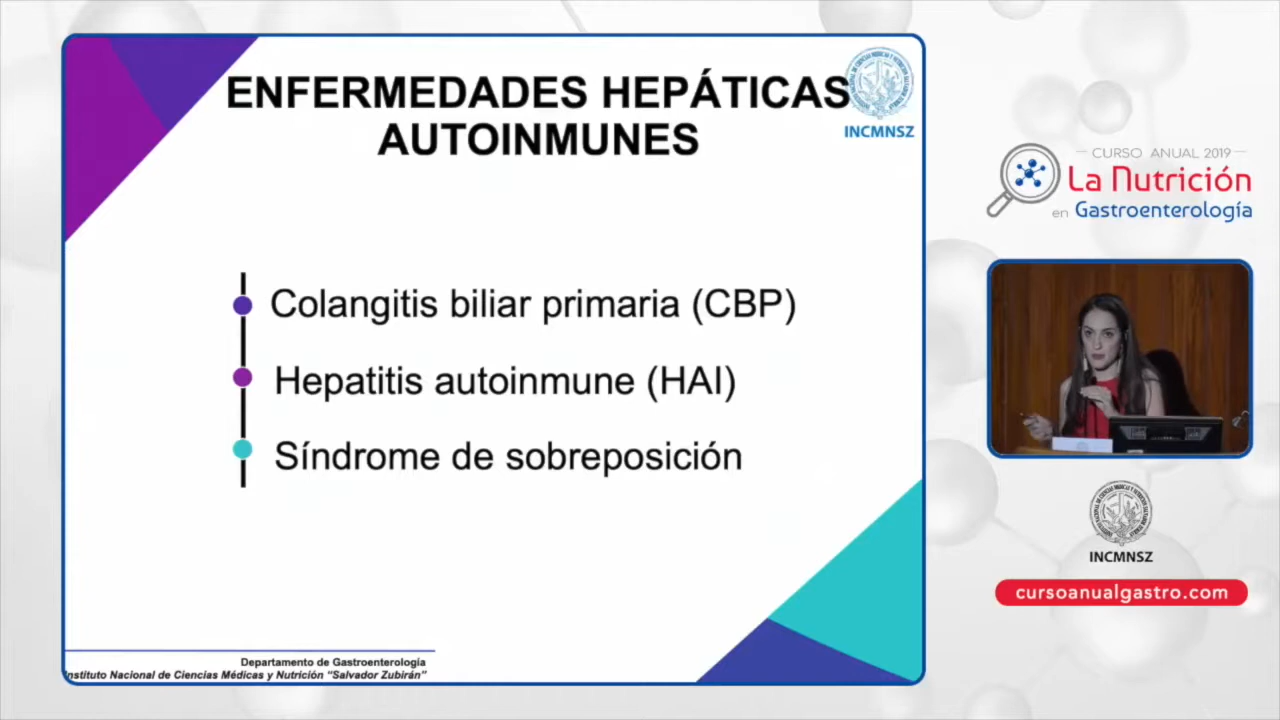 ENFERMEDADES HEPÁTICAS
AUTOINMUNES
INCMNSZ
Colangitis biliar primaria (CBP)
Hepatitis autoinmune (HAI)
Síndrome de sobreposición
Departamento de Gastroenterología
Instituto Nacional de Ciencias Médicas y Nutrición “Salvador Zubirán”
CURSO ANUAL 2019
La Nutrición
en Gastroenterología
INCMNSZ
cursoanualgastro.com